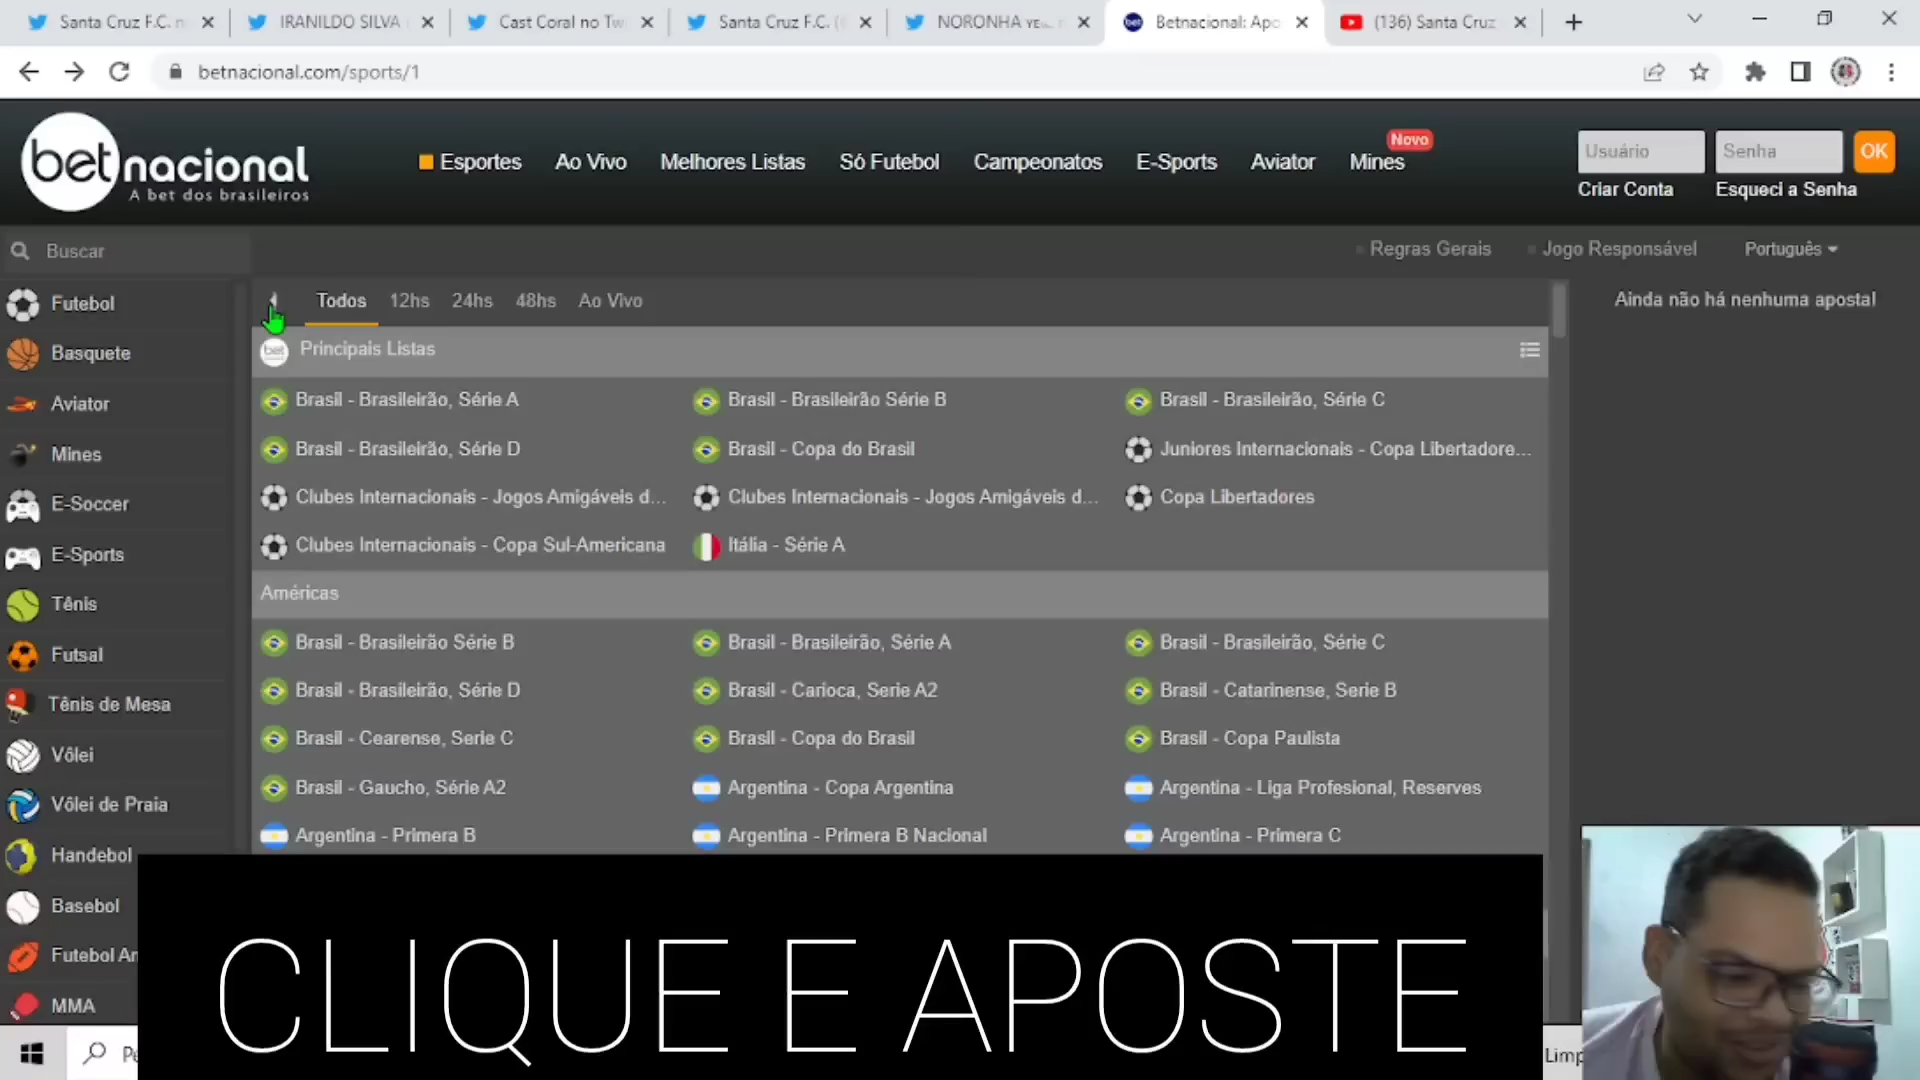 Santa Cruz F.C. n
IRANILDO SILVA
Cast Coral no Tw
Santa Cruz F.C. (
NORONHA
Betnacional: Apo
(136) Santa Cruz
betnacional.com/sports/1
betnacional
A bet dos brasileiros
Esportes
Ao Vivo
Melhores Listas
Só Futebol
Campeonatos
E-Sports
Aviator
Novo
Mines
Usuário
Senha
OK
Criar Conta
Esqueci a Senha
Buscar
Regras Gerais
Jogo Responsável
Português
Futebol
Basquete
Aviator
Mines
E-Soccer
E-Sports
Tênis
Futsal
Tênis de Mesa
Vôlei
Vôlei de Praia
Handebol
Basebol
Futebol Am
MMA
Todos 12hs 24hs 48hs Ao Vivo
Ainda não há nenhuma aposta!
bet
Principais Listas
Brasil - Brasileirão, Série A
Brasil - Brasileirão Série B
Brasil - Brasileirão, Série C
Brasil - Brasileirão, Série D
Brasil - Copa do Brasil
Juniores Internacionais - Copa Libertadore...
Clubes Internacionais - Jogos Amigáveis d...
Clubes Internacionais - Jogos Amigáveis d...
Copa Libertadores
Clubes Internacionais - Copa Sul-Americana
Itália - Série A
Américas
Brasil - Brasileirão Série B
Brasil - Brasileirão, Série A
Brasil - Brasileirão, Série C
Brasil - Brasileirão, Série D
Brasil - Carioca, Serie A2
Brasil - Catarinense, Serie B
Brasil - Cearense, Serie C
Brasil - Copa do Brasil
Brasil - Copa Paulista
Brasil - Gaucho, Série A2
Argentina - Copa Argentina
Argentina - Liga Profesional, Reserves
Argentina - Primera B
Argentina - Primera B Nacional
Argentina - Primera C
CLIQUE E APOSTE
Pe
Limp